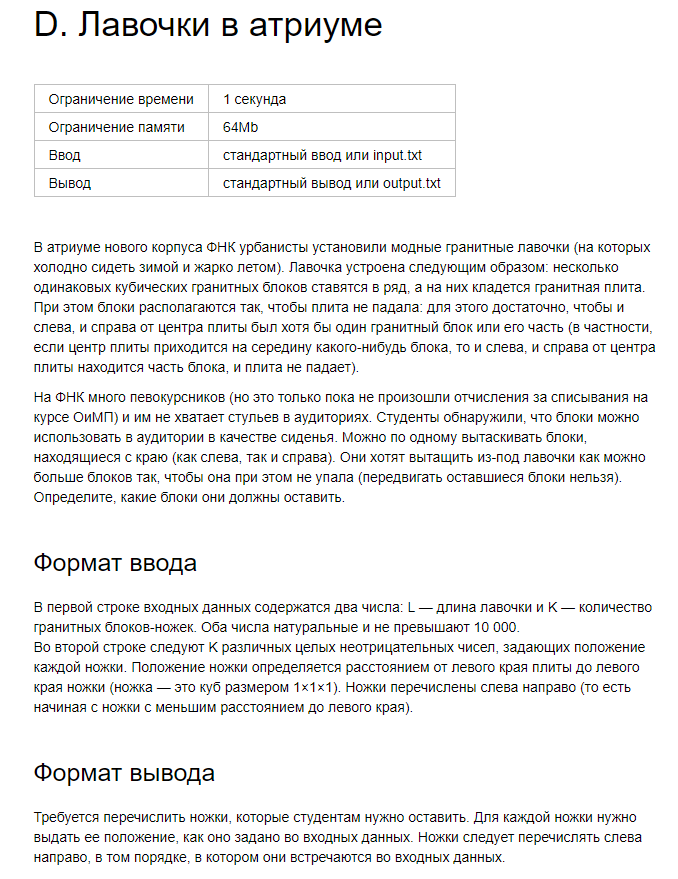 D. Лавочки в атриуме
Ограничение времени 1 секунда
Ограничение памяти 64Mb
Ввод стандартный ввод или input.txt
Вывод стандартный вывод или output.txt
В атриуме нового корпуса ФНК урбанисты установили модные гранитные лавочки (на которых
холодно сидеть зимой и жарко летом). Лавочка устроена следующим образом: несколько
одинаковых кубических гранитных блоков ставятся в ряд, а на них кладется гранитная плита.
При этом блоки располагаются так, чтобы плита не падала: для этого достаточно, чтобы и
слева, и справа от центра плиты был хотя бы один гранитный блок или его часть (в частности,
если центр плиты приходится на середину какого-нибудь блока, то и слева, и справа от центра
плиты находится часть блока, и плита не падает).
На ФНК много певокурсников (но это только пока не произошли отчисления за списывания на
курсе ОиМП) и им не хватает стульев в аудиториях. Студенты обнаружили, что блоки можно
использовать в аудитории в качестве сиденья. Можно по одному вытаскивать блоки,
находящиеся с краю (как слева, так и справа). Они хотят вытащить из-под лавочки как можно
больше блоков так, чтобы она при этом не упала (передвигать оставшиеся блоки нельзя).
Определите, какие блоки они должны оставить.
Формат ввода
В первой строке входных данных содержатся два числа: L — длина лавочки и K — количество
гранитных блоков-ножек. Оба числа натуральные и не превышают 10 000.
Во второй строке следуют K различных целых неотрицательных чисел, задающих положение
каждой ножки. Положение ножки определяется расстоянием от левого края плиты до левого
края ножки (ножка — это куб размером 1×1×1). Ножки перечислены слева направо (то есть
начиная с ножки с меньшим расстоянием до левого края).
Формат вывода
Требуется перечислить ножки, которые студентам нужно оставить. Для каждой ножки нужно
выдать ее положение, как оно задано во входных данных. Ножки следует перечислять слева
направо, в том порядке, в котором они встречаются во входных данных.